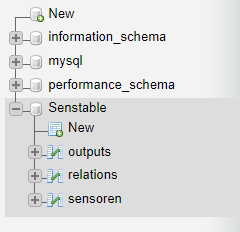 New
information_schema
mysql
performance_schema
Senstable
New
outputs
relations
sensoren